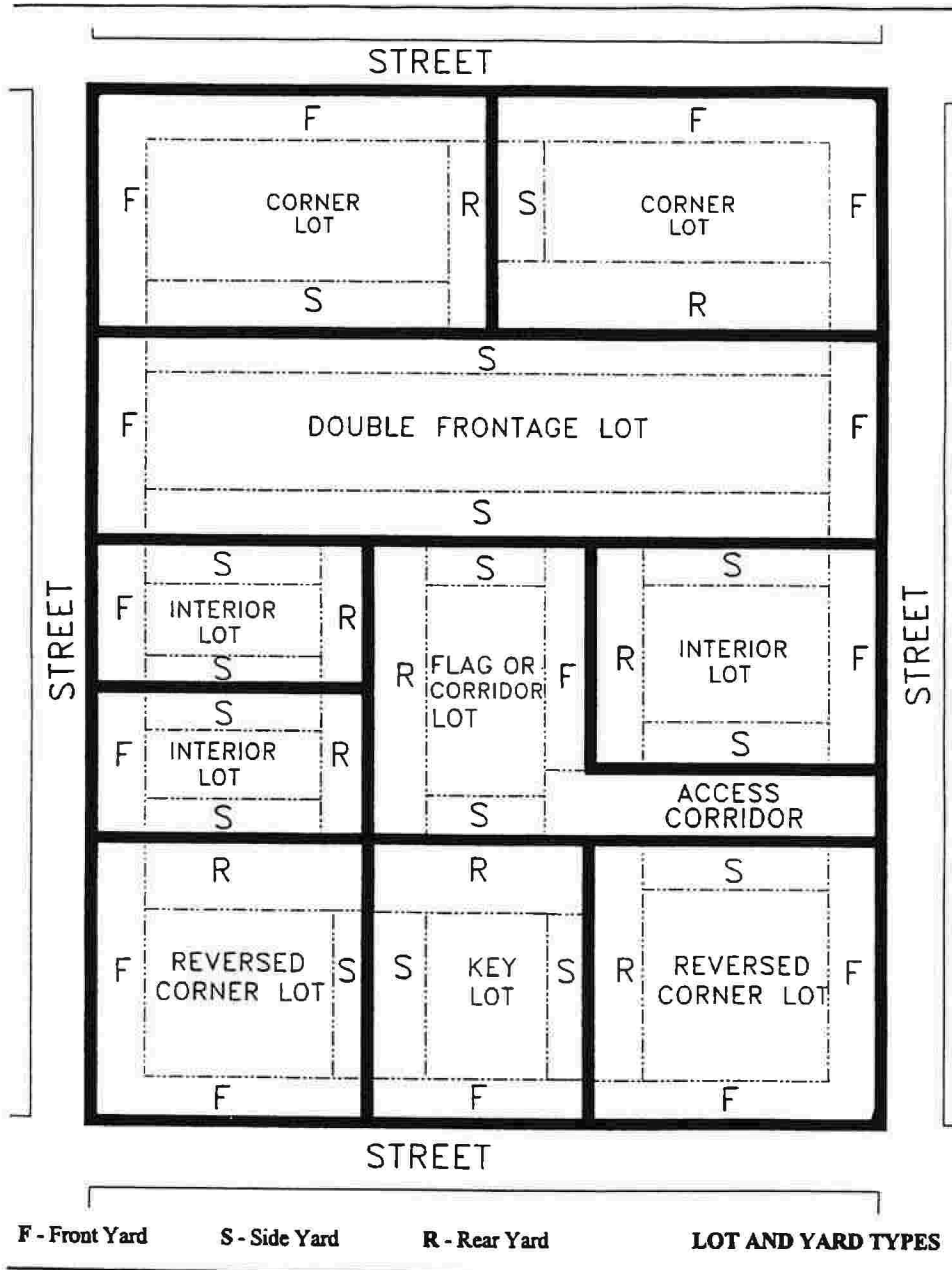 STREET
F
F
F
CORNER
LOT
R
S
CORNER
LOT
F
S
R
S
F
DOUBLE FRONTAGE LOT
F
S
STREET
STREET
S
F
INTERIOR
LOT
R
S
S
F
INTERIOR
LOT
R
S
S
R
FLAG OR
CORRIDOR
LOT
F
S
S
R
INTERIOR
LOT
F
S
ACCESS
CORRIDOR
R
F
REVERSED
CORNER LOT
S
F
R
S
KEY
LOT
S
F
S
R
REVERSED
CORNER LOT
F
F
STREET
F - Front Yard S - Side Yard R - Rear Yard LOT AND YARD TYPES